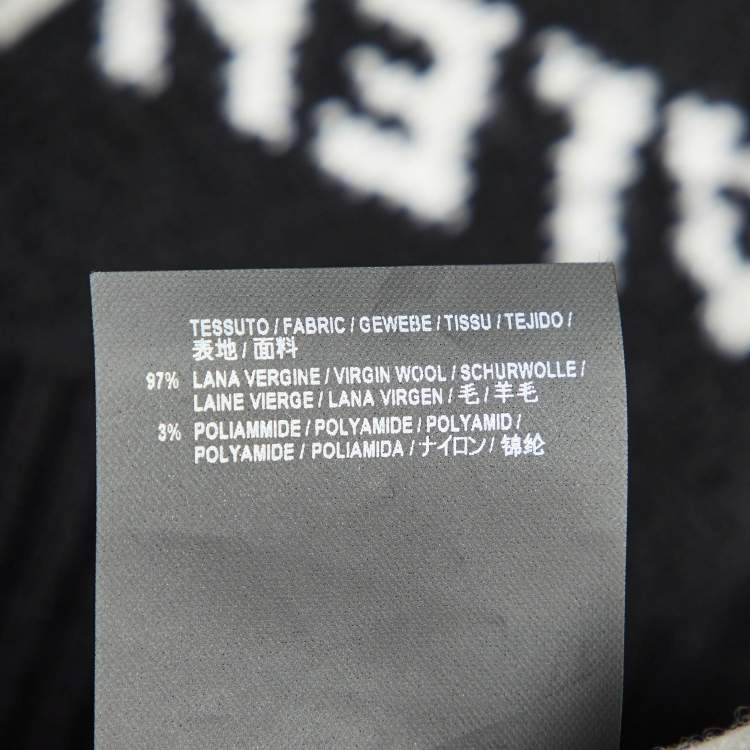 LEN
TESSUTO / FABRIC / GEWEBE / TISSU / TEJIDO /
表地 / 面料
97% LANA VERGINE / VIRGIN WOOL / SCHURWOLLE /
LAINE VIERGE / LANA VIRGEN / 毛 / 羊毛
3% POLIAMMIDE / POLYAMIDE / POLYAMID /
POLYAMIDE / POLIAMIDA / ナイロン / 锦纶